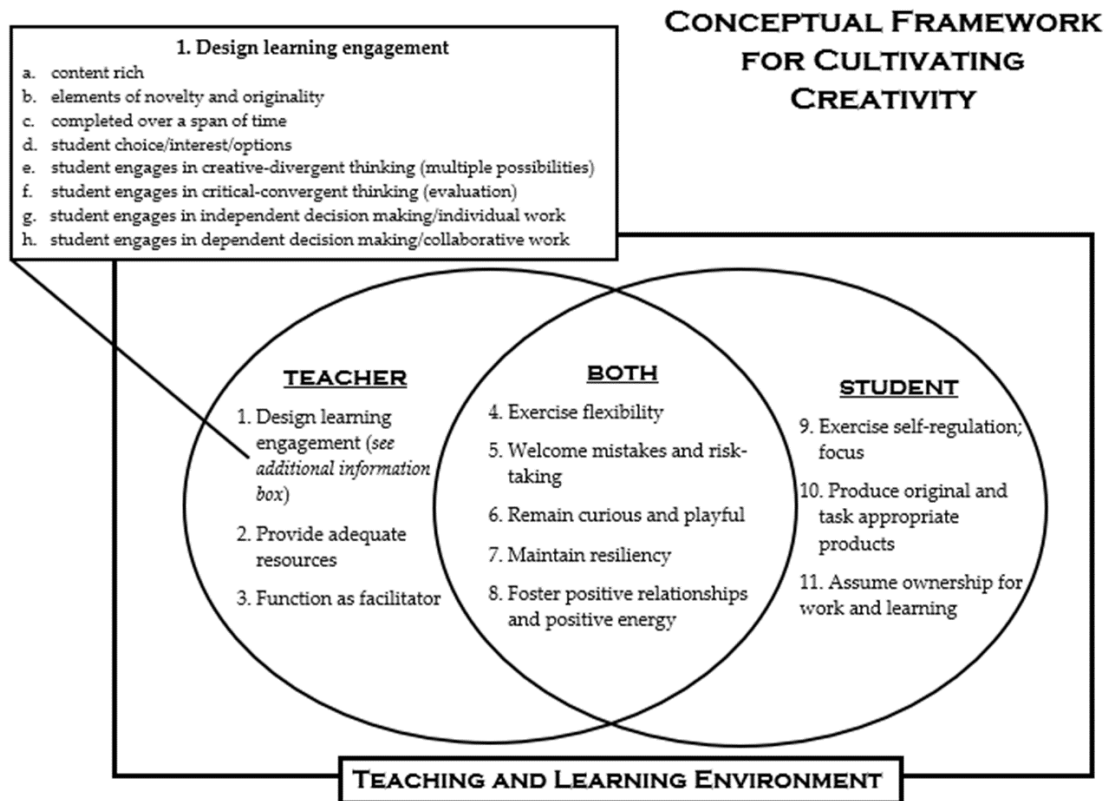 CONCEPTUAL FRAMEWORK
FOR CULTIVATING
CREATIVITY
1. Design learning engagement
a. content rich
b. elements of novelty and originality
c. completed over a span of time
d. student choice/interest/options
e. student engages in creative-divergent thinking (multiple possibilities)
f. student engages in critical-convergent thinking (evaluation)
g. student engages in independent decision making/individual work
h. student engages in dependent decision making/collaborative work
TEACHER
1. Design learning
engagement (see
additional information
box)
2. Provide adequate
resources
3. Function as facilitator
BOTH
4. Exercise flexibility
5. Welcome mistakes and risk-
taking
6. Remain curious and playful
7. Maintain resiliency
8. Foster positive relationships
and positive energy
STUDENT
9. Exercise self-regulation;
focus
10. Produce original and
task appropriate
products
11. Assume ownership for
work and learning
TEACHING AND LEARNING ENVIRONMENT